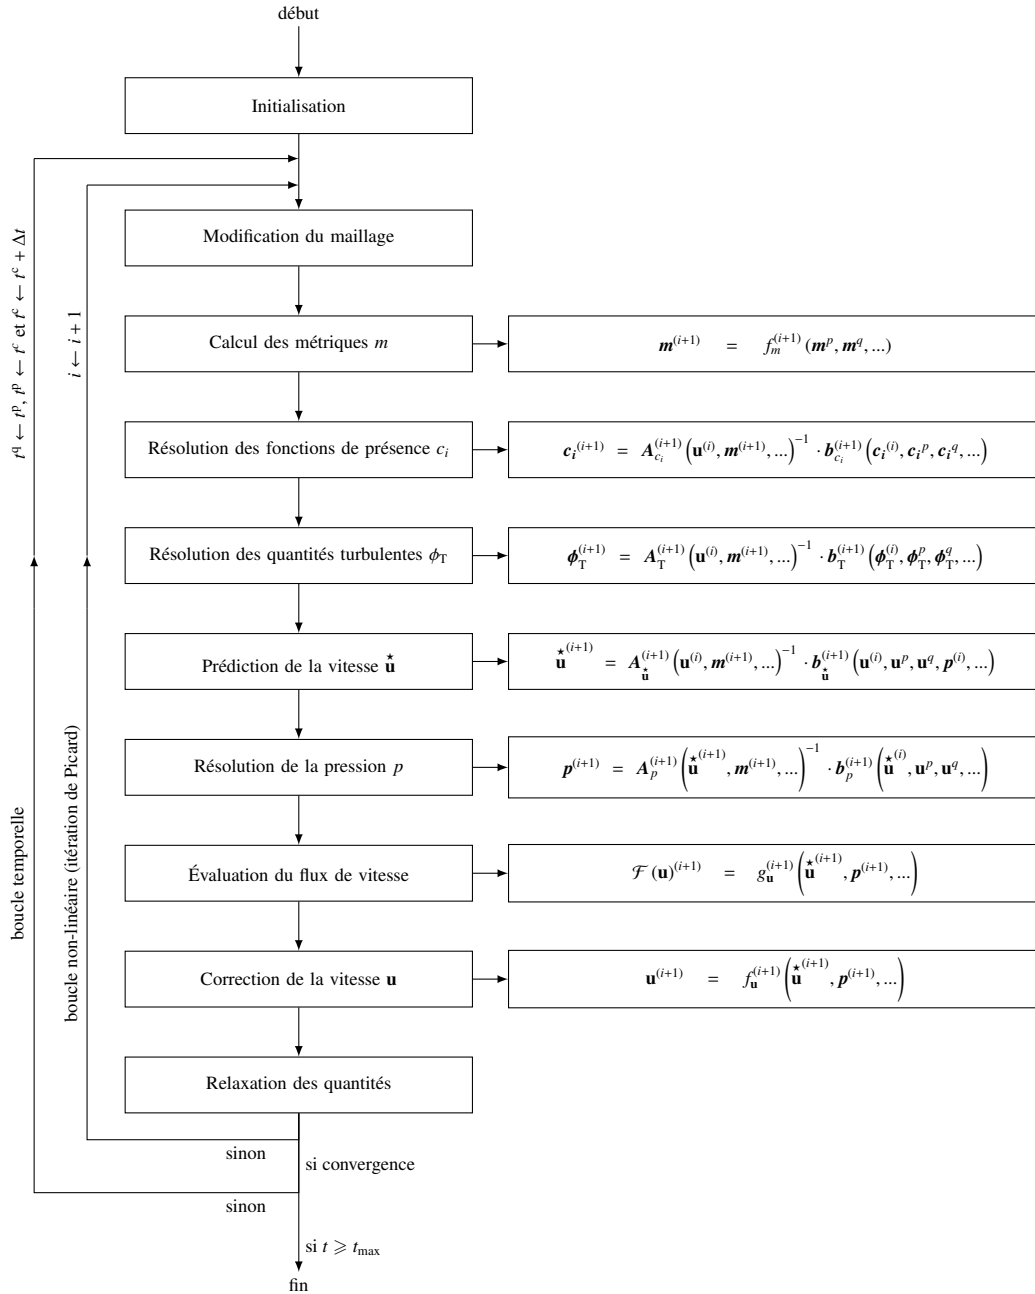 début
Initialisation
Modification du maillage
Calcul des métriques m
m^(i+1) = f_m^(i+1) (m^p, m^q, ...)
Résolution des fonctions de présence c_i
c_i^(i+1) = A_{c_i}^(i+1) (u^(i), m^(i+1), ...)^−1 · b_{c_i}^(i+1) (c_i^(i), c_i^p, c_i^q, ...)
Résolution des quantités turbulentes ϕ_T
ϕ_T^(i+1) = A_T^(i+1) (u^(i), m^(i+1), ...)^−1 · b_T^(i+1) (ϕ_T^(i), ϕ_T^p, ϕ_T^q, ...)
Prédiction de la vitesse ů⋆
u⋆^(i+1) = A_{u⋆}^(i+1) (u^(i), m^(i+1), ...)^−1 · b_{u⋆}^(i+1) (u^(i), u^p, u^q, p^(i), ...)
Résolution de la pression p
p^(i+1) = A_p^(i+1) (u⋆^(i+1), m^(i+1), ...)^−1 · b_p^(i+1) (u⋆^(i), u^p, u^q, ...)
Évaluation du flux de vitesse
ℱ (u)^(i+1) = g_u^(i+1) (u⋆^(i+1), p^(i+1), ...)
Correction de la vitesse u
u^(i+1) = f_u^(i+1) (u⋆^(i+1), p^(i+1), ...)
Relaxation des quantités
sinon
si convergence
sinon
si t ⩾ t_max
fin
t^q ← t^p, t^p ← t^c et t^c ← t^c + Δt
boucle temporelle
i ← i + 1
boucle non-linéaire (itération de Picard)